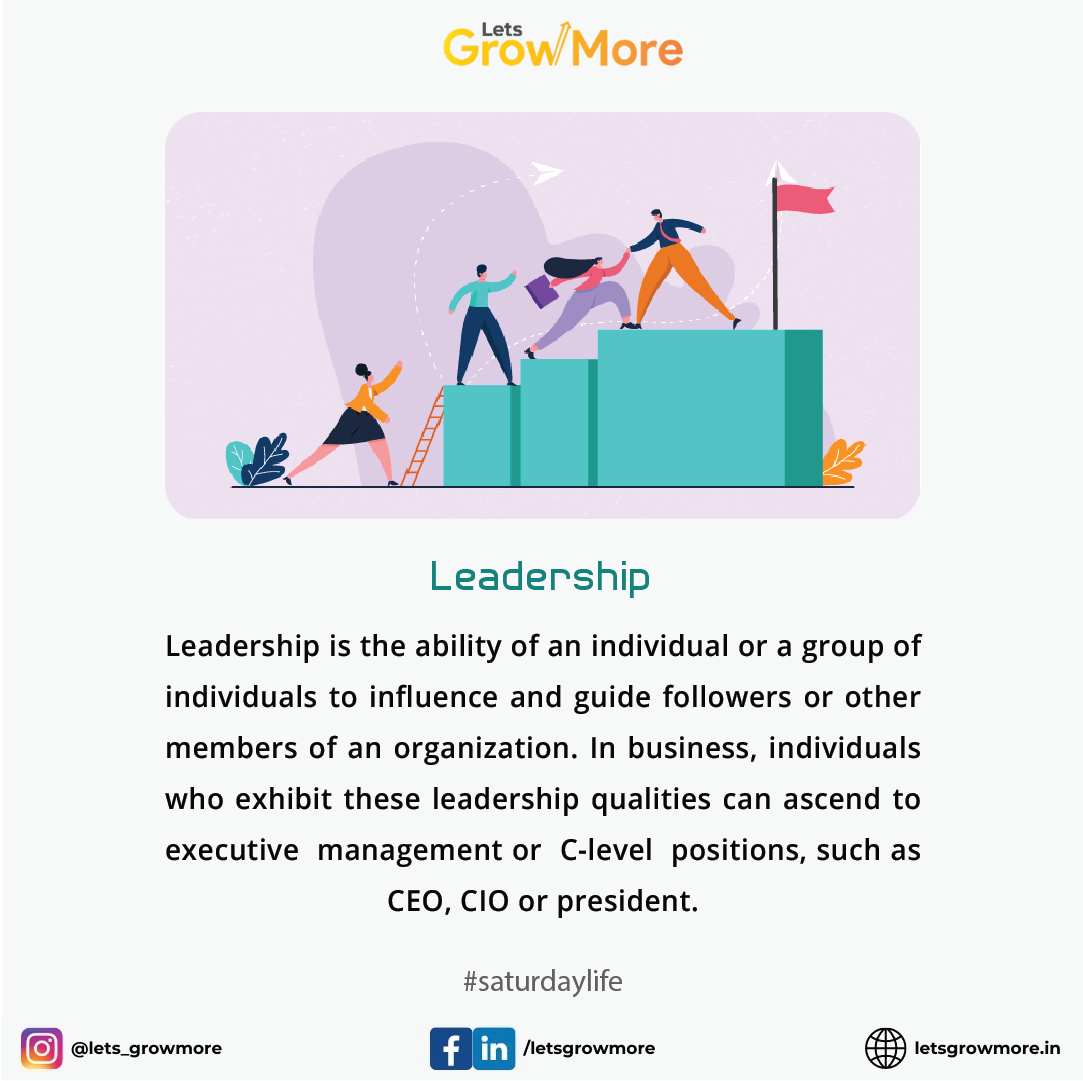 Lets
Grow More
Leadership
Leadership is the ability of an individual or a group of
individuals to influence and guide followers or other
members of an organization. In business, individuals
who exhibit these leadership qualities can ascend to
executive management or C-level positions, such as
CEO, CIO or president.
#saturdaylife
@lets_growmore
/letsgrowmore
letsgrowmore.in